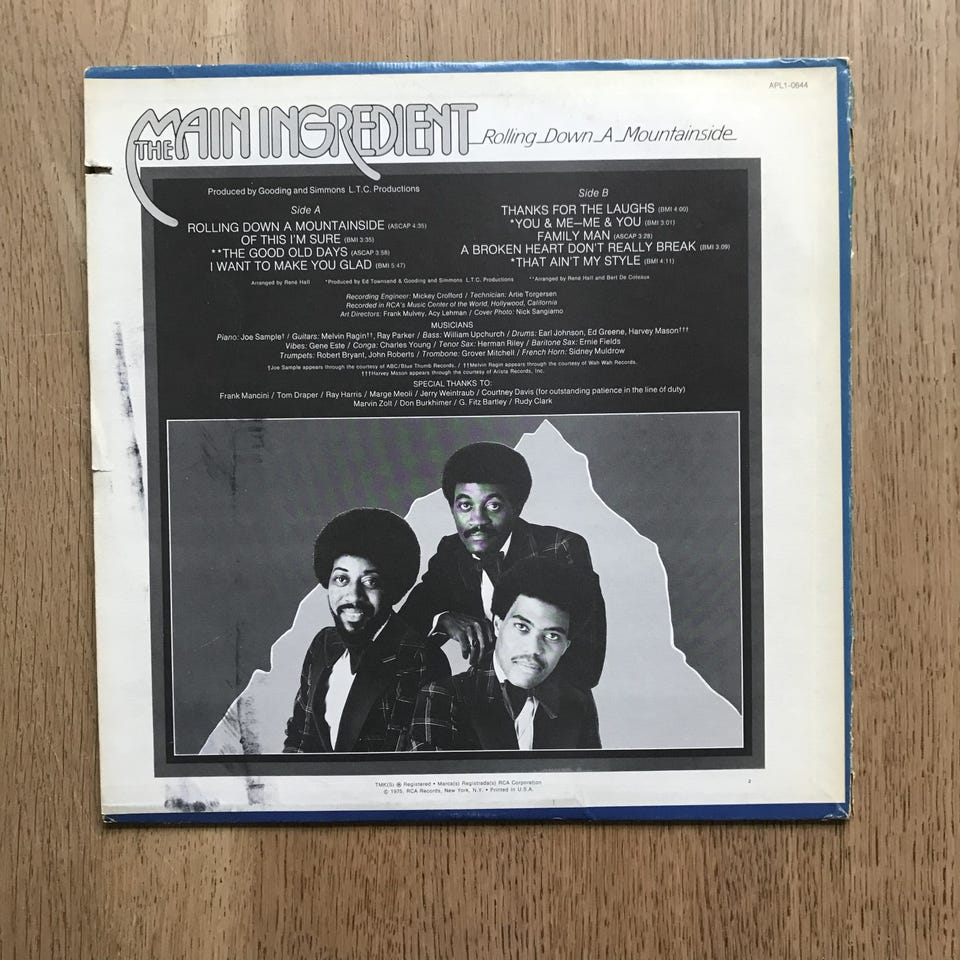 APL1-0644
THE MAIN INGREDIENT Rolling Down A Mountainside
Produced by Gooding and Simmons L.T.C. Productions
Side A
ROLLING DOWN A MOUNTAINSIDE (ASCAP 4:35)
OF THIS I'M SURE (BMI 3:35)
**THE GOOD OLD DAYS (ASCAP 3:58)
I WANT TO MAKE YOU GLAD (BMI 5:47)
Side B
THANKS FOR THE LAUGHS (BMI 4:00)
*YOU & ME—ME & YOU (BMI 3:01)
FAMILY MAN (ASCAP 3:28)
A BROKEN HEART DON'T REALLY BREAK (BMI 3:09)
*THAT AIN'T MY STYLE (BMI 4:11)
Arranged by René Hall *Produced by Ed Townsend & Gooding and Simmons L.T.C. Productions **Arranged by René Hall and Bert De Coteaux
Recording Engineer: Mickey Crofford / Technician: Artie Torgersen
Recorded in RCA's Music Center of the World, Hollywood, California
Art Directors: Frank Mulvey, Acy Lehman / Cover Photo: Nick Sangiamo
MUSICIANS
Piano: Joe Sample† / Guitars: Melvin Ragin††, Ray Parker / Bass: William Upchurch / Drums: Earl Johnson, Ed Greene, Harvey Mason†††
Vibes: Gene Este / Conga: Charles Young / Tenor Sax: Herman Riley / Baritone Sax: Ernie Fields
Trumpets: Robert Bryant, John Roberts / Trombone: Grover Mitchell / French Horn: Sidney Muldrow
†Joe Sample appears through the courtesy of ABC/Blue Thumb Records. / ††Melvin Ragin appears through the courtesy of Wah Wah Records.
†††Harvey Mason appears through the courtesy of Arista Records, Inc.
SPECIAL THANKS TO:
Frank Mancini / Tom Draper / Ray Harris / Marge Meoli / Jerry Weintraub / Courtney Davis (for outstanding patience in the line of duty)
Marvin Zolt / Don Burkhimer / G. Fitz Bartley / Rudy Clark
TMK(S) ® Registered • Marca(s) Registrada(s) RCA Corporation
© 1975, RCA Records, New York, N.Y. • Printed in U.S.A.
2